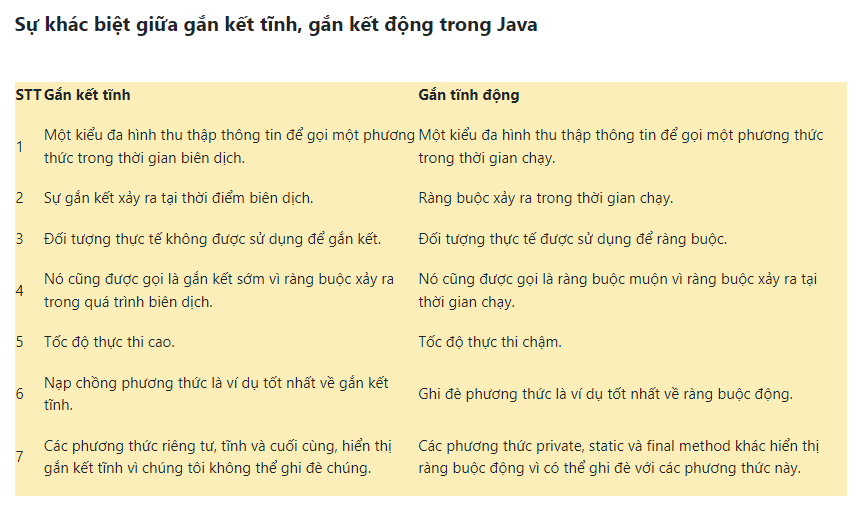 Sự khác biệt giữa gắn kết tĩnh, gắn kết động trong Java
STT Gắn kết tĩnh Gắn tĩnh động
1 Một kiểu đa hình thu thập thông tin để gọi một phương thức trong thời gian biên dịch. Một kiểu đa hình thu thập thông tin để gọi một phương thức trong thời gian chạy.
2 Sự gắn kết xảy ra tại thời điểm biên dịch. Ràng buộc xảy ra trong thời gian chạy.
3 Đối tượng thực tế không được sử dụng để gắn kết. Đối tượng thực tế được sử dụng để ràng buộc.
4 Nó cũng được gọi là gắn kết sớm vì ràng buộc xảy ra trong quá trình biên dịch. Nó cũng được gọi là ràng buộc muộn vì ràng buộc xảy ra tại thời gian chạy.
5 Tốc độ thực thi cao. Tốc độ thực thi chậm.
6 Nạp chồng phương thức là ví dụ tốt nhất về gắn kết tĩnh. Ghi đè phương thức là ví dụ tốt nhất về ràng buộc động.
7 Các phương thức riêng tư, tĩnh và cuối cùng, hiển thị gắn kết tĩnh vì chúng tôi không thể ghi đè chúng. Các phương thức private, static và final method khác hiển thị ràng buộc động vì có thể ghi đè với các phương thức này.